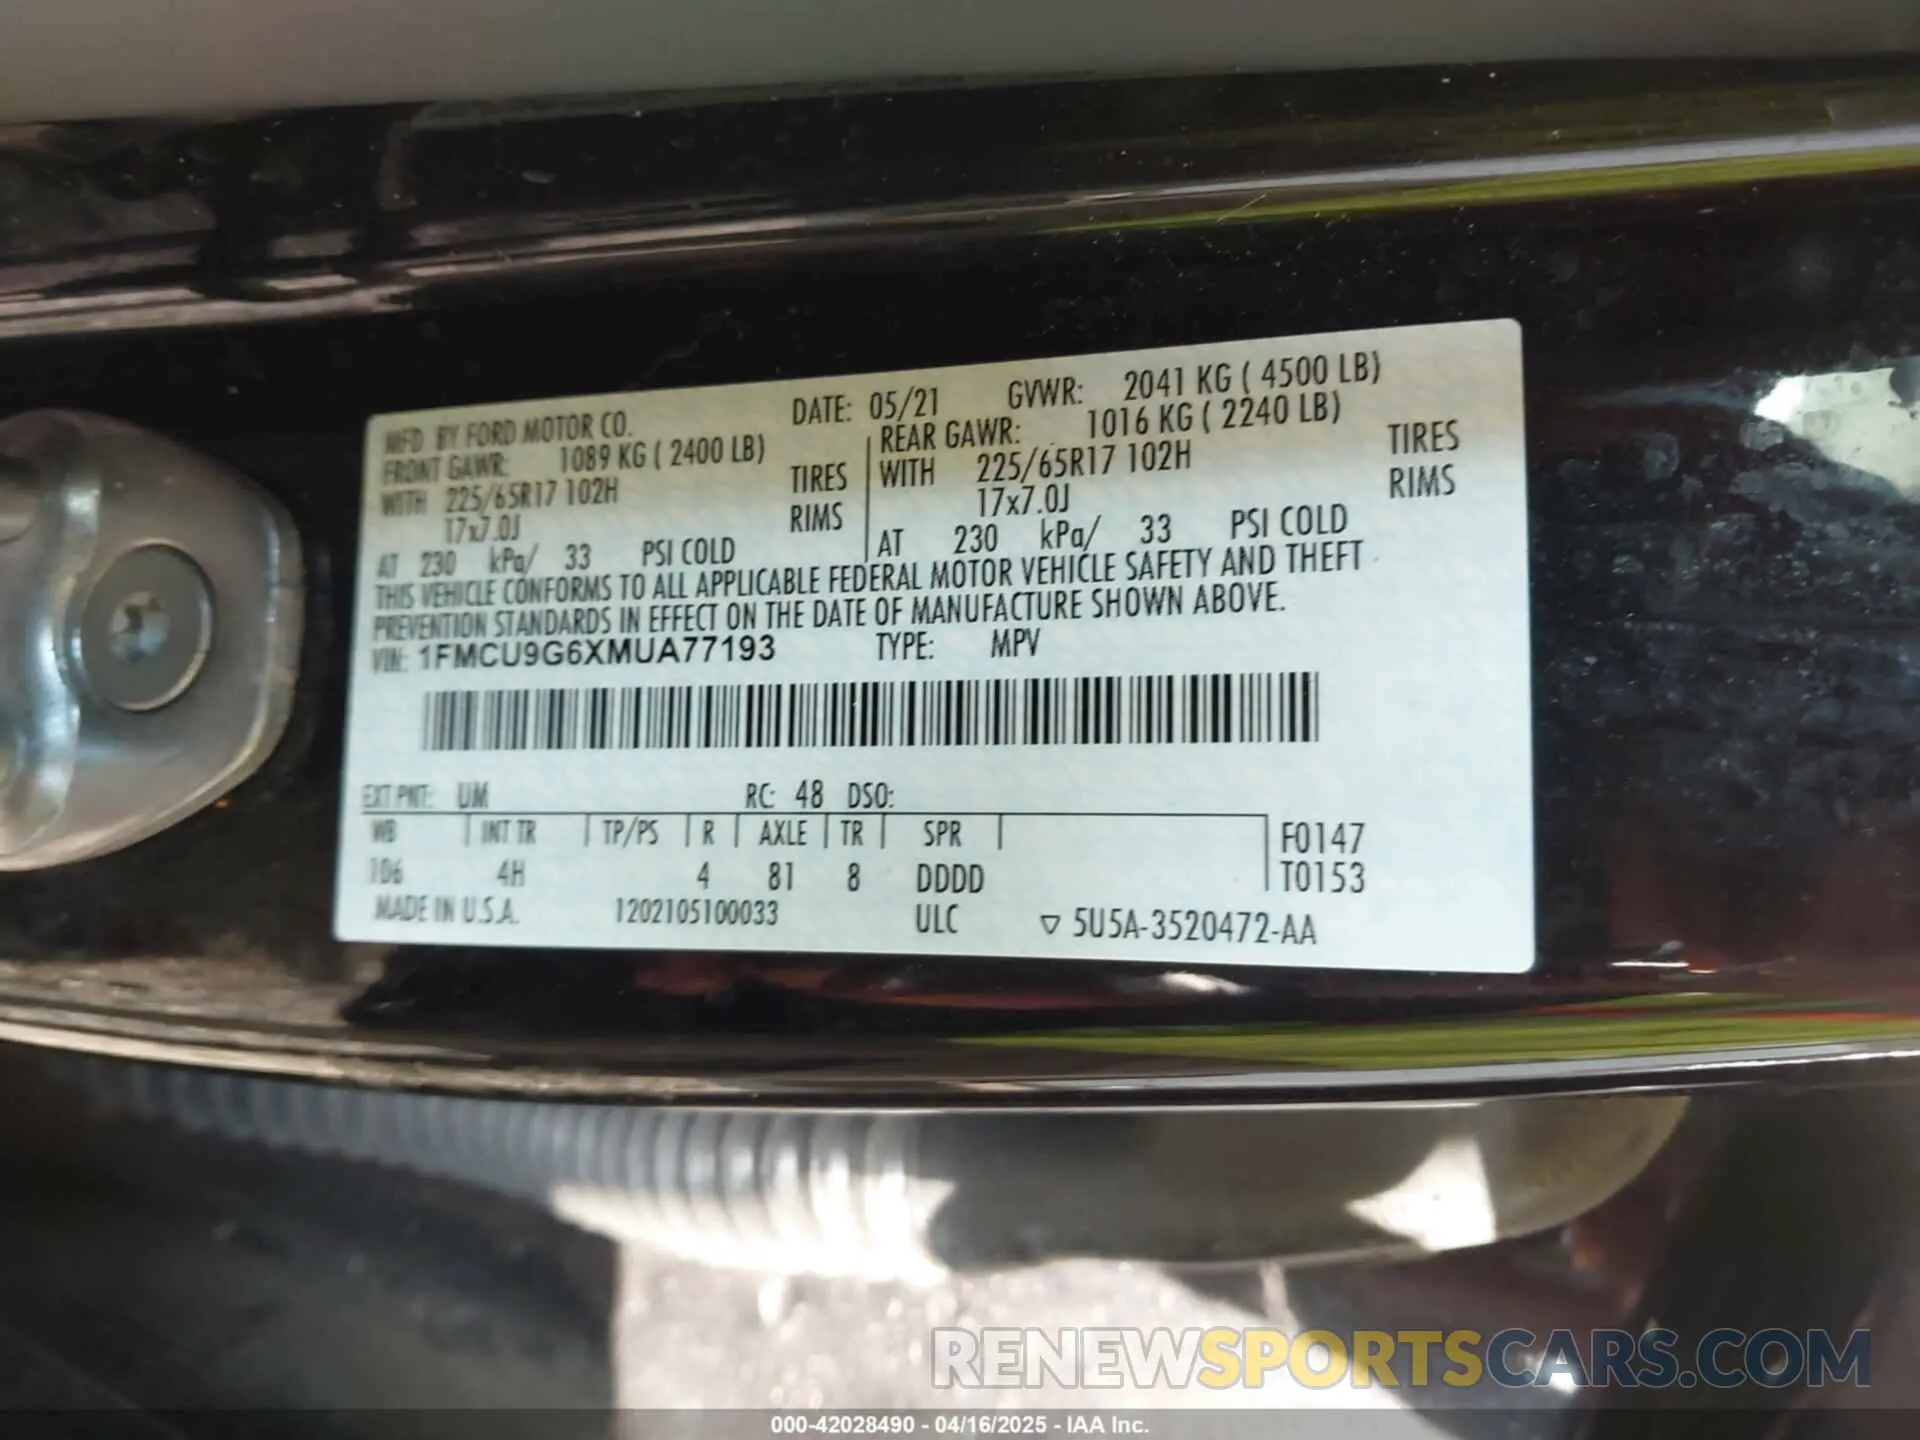 MFD. BY FORD MOTOR CO. DATE: 05/21 GVWR: 2041 KG ( 4500 LB)
FRONT GAWR: 1089 KG ( 2400 LB) REAR GAWR: 1016 KG ( 2240 LB)
WITH 225/65R17 102H TIRES WITH 225/65R17 102H TIRES
17x7.0J RIMS 17x7.0J RIMS
AT 230 kPa/ 33 PSI COLD AT 230 kPa/ 33 PSI COLD
THIS VEHICLE CONFORMS TO ALL APPLICABLE FEDERAL MOTOR VEHICLE SAFETY AND THEFT
PREVENTION STANDARDS IN EFFECT ON THE DATE OF MANUFACTURE SHOWN ABOVE.
VIN: 1FMCU9G6XMUA77193 TYPE: MPV
EXT PNT: UM RC: 48 DSO:
WB INT TR TP/PS R AXLE TR SPR F0147
106 4H 4 81 8 DDDD T0153
MADE IN U.S.A. 1202105100033 ULC ▽ 5U5A-3520472-AA
RENEWSPORTSCARS.COM
000-42028490 - 04/16/2025 - IAA Inc.